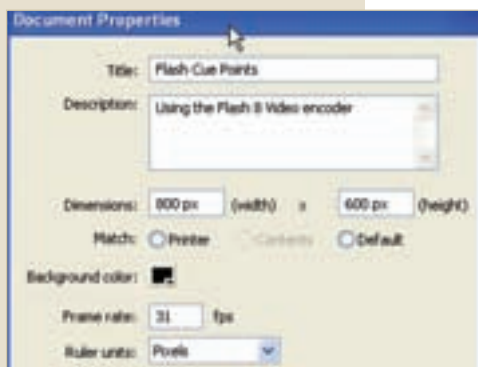 Document Properties
Title: Flash Cue Points
Description: Using the Flash 8 Video encoder
Dimensions: 800 px (width) x 600 px (height)
Match: Printer Contents Default
Background color:
Frame rate: 31 fps
Ruler units: Pixels